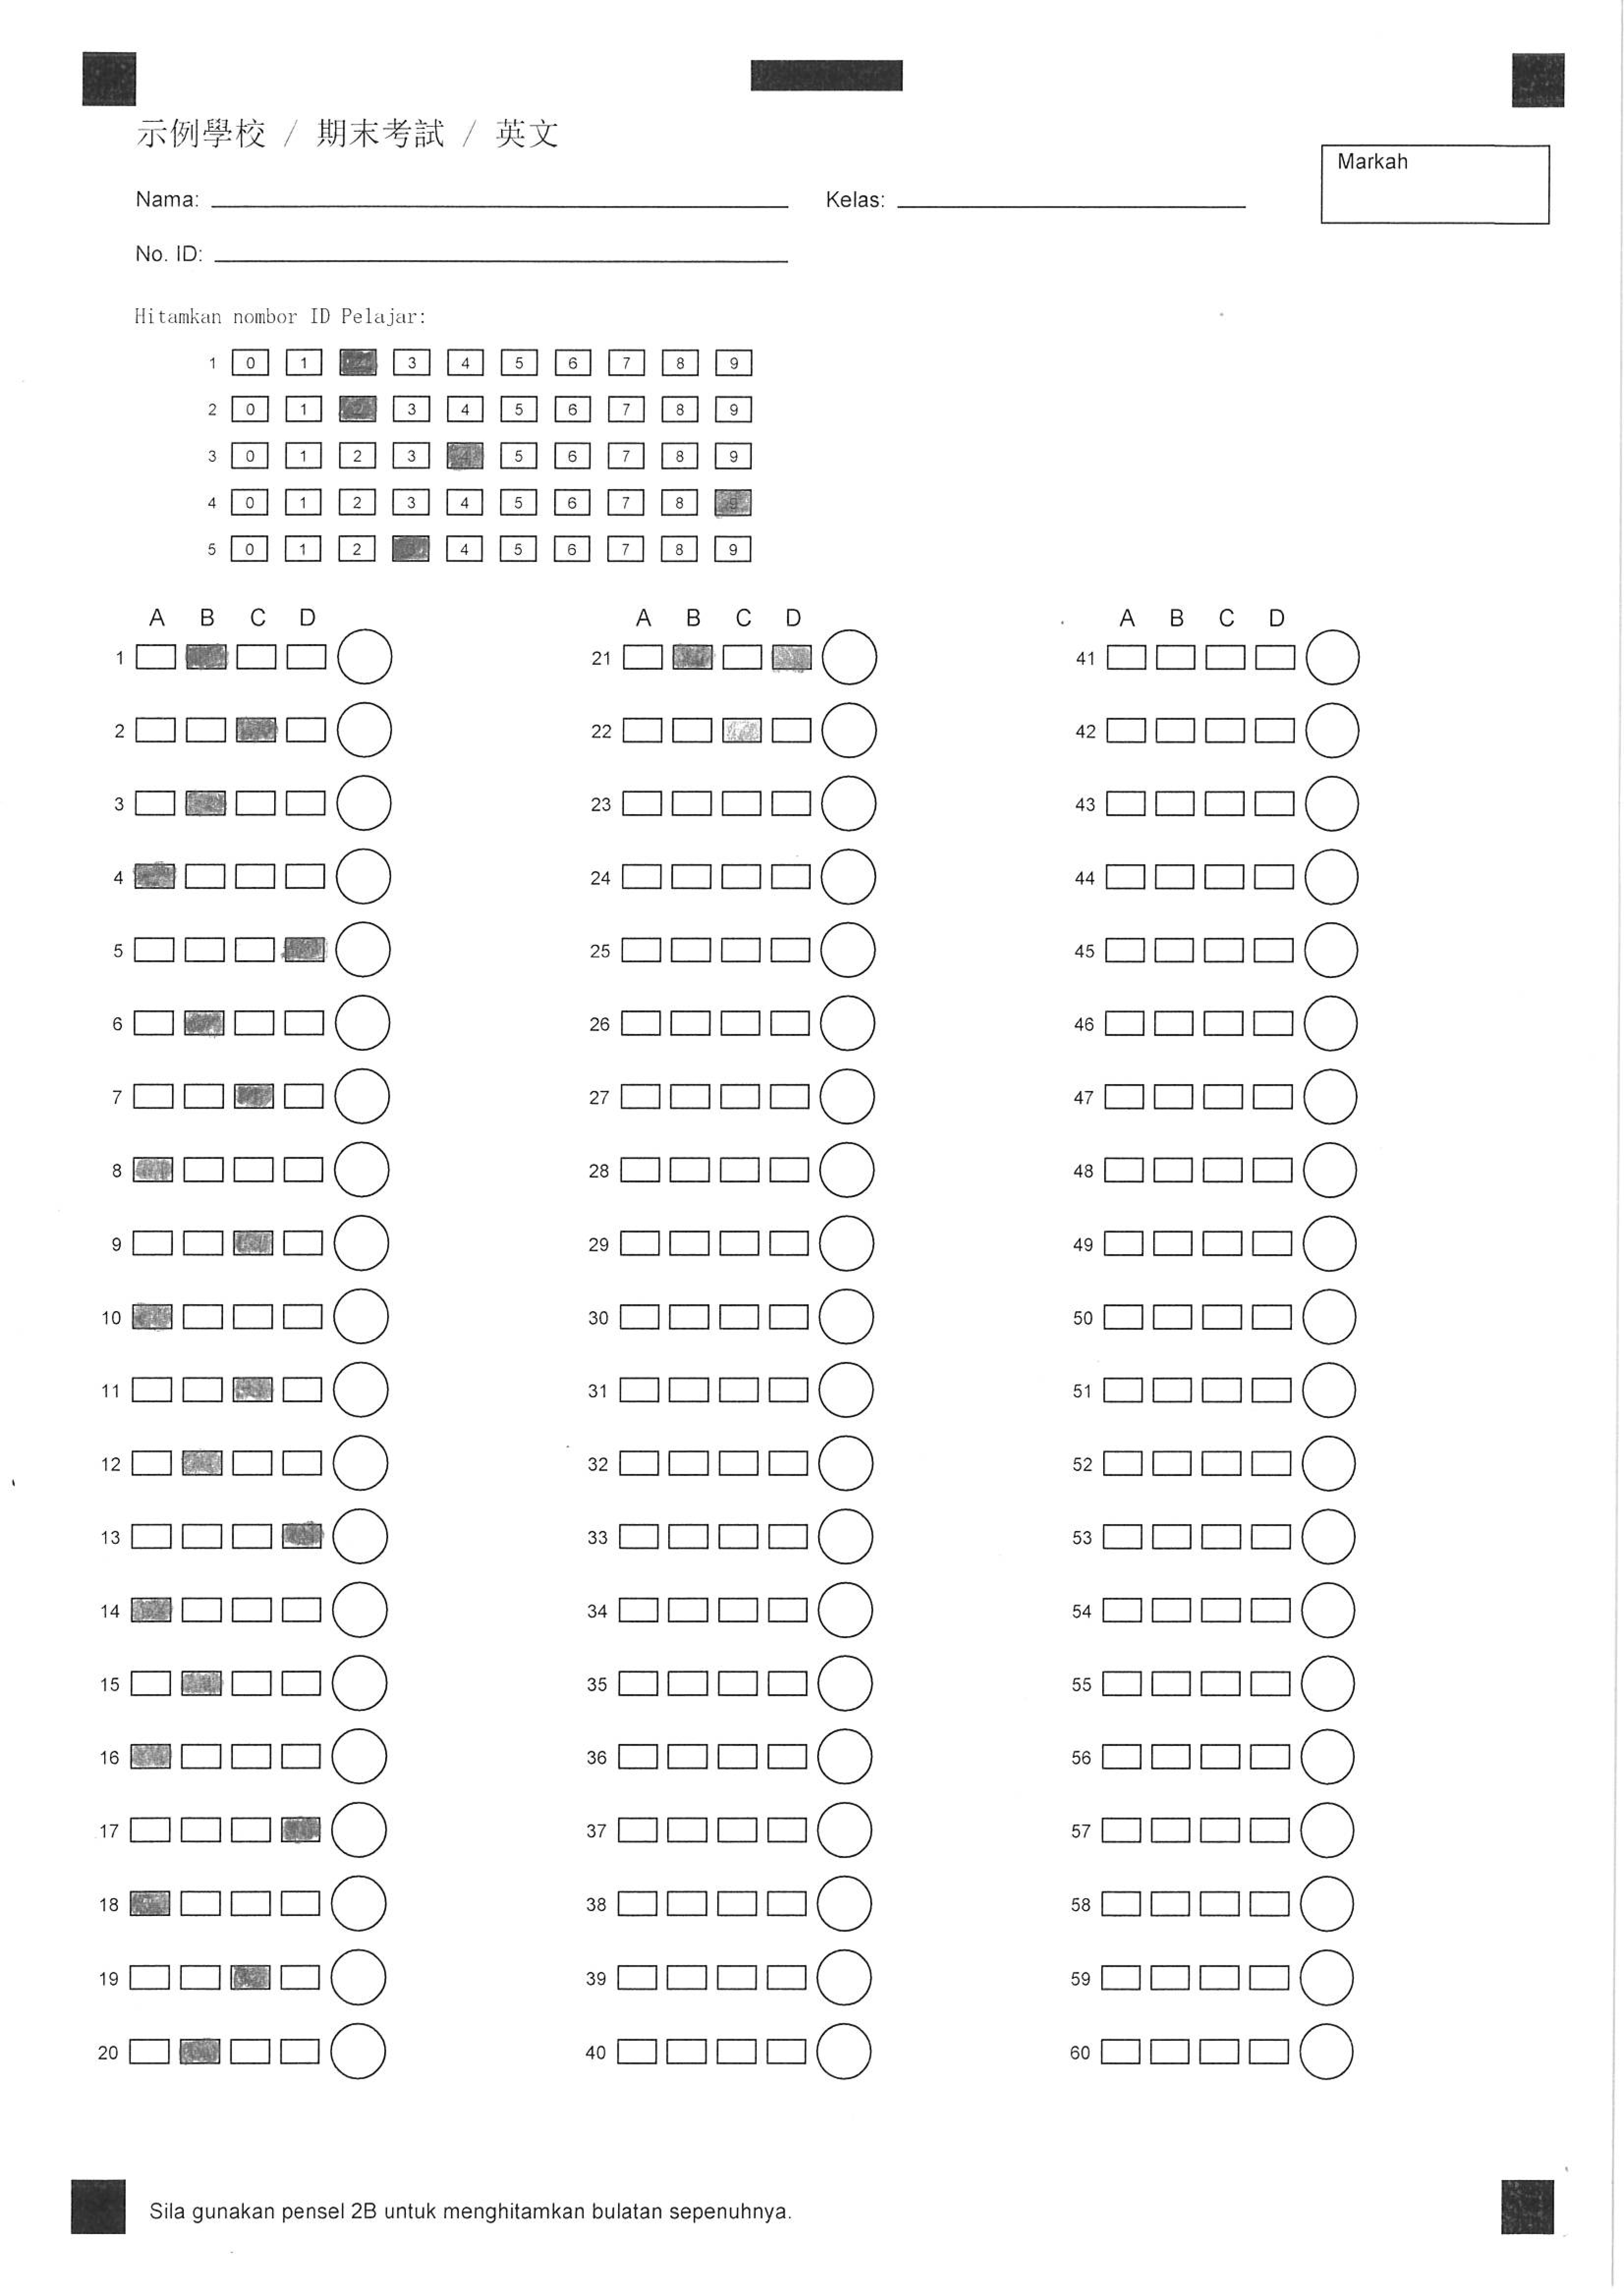 示例學校 / 期末考試 / 英文
Markah
Nama: Kelas:
No. ID:
Hitamkan nombor ID Pelajar:
1 0 1 3 4 5 6 7 8 9
2 0 1 2 3 4 5 6 7 8 9
3 0 1 2 3 4 5 6 7 8 9
4 0 1 2 3 4 5 6 7 8 9
5 0 1 2 4 5 6 7 8 9
A B C D A B C D A B C D
1 21 41
2 22 42
3 23 43
4 24 44
5 25 45
6 26 46
7 27 47
8 28 48
9 29 49
10 30 50
11 31 51
12 32 52
13 33 53
14 34 54
15 35 55
16 36 56
17 37 57
18 38 58
19 39 59
20 40 60
Sila gunakan pensel 2B untuk menghitamkan bulatan sepenuhnya.